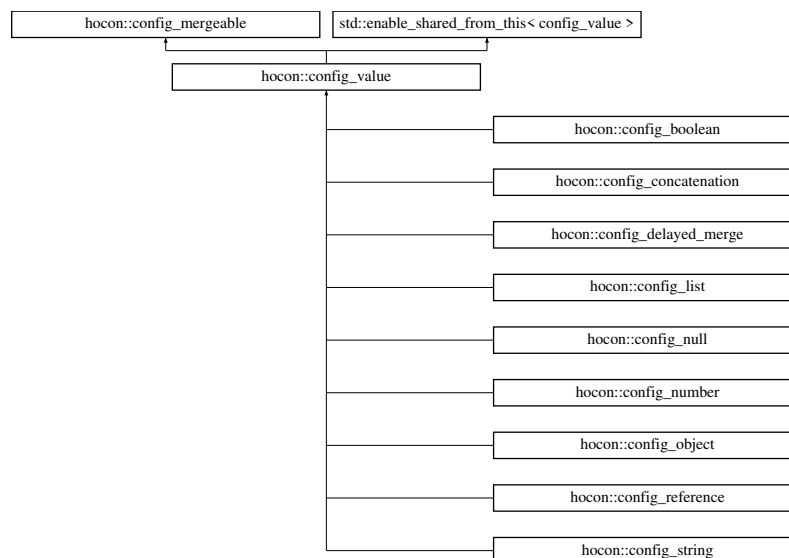 hocon::config_mergeable
std::enable_shared_from_this< config_value >
hocon::config_value
hocon::config_boolean
hocon::config_concatenation
hocon::config_delayed_merge
hocon::config_list
hocon::config_null
hocon::config_number
hocon::config_object
hocon::config_reference
hocon::config_string